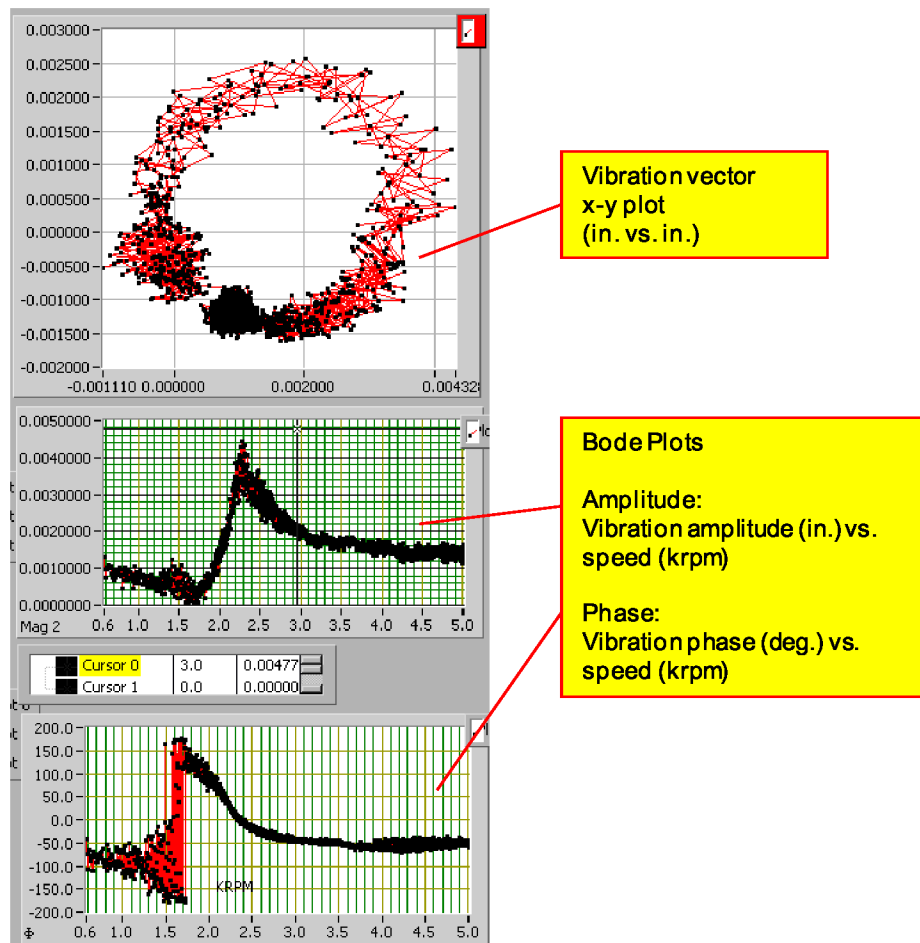 0.003000
0.002500
0.002000
0.001500
0.001000
0.000500
0.000000
-0.000500
-0.001000
-0.001500
-0.002000
-0.001110 0.000000 0.002000 0.004328
Vibration vector
x-y plot
(in. vs. in.)
0.0050000
0.0040000
0.0030000
0.0020000
0.0010000
0.0000000
Mag 2
0.6 1.0 1.5 2.0 2.5 3.0 3.5 4.0 4.5 5.0
Bode Plots
Amplitude:
Vibration amplitude (in.) vs.
speed (krpm)
Phase:
Vibration phase (deg.) vs.
speed (krpm)
Cursor 0 3.0 0.00477
Cursor 1 0.0 0.00000
200.0
150.0
100.0
50.0
0.0
-50.0
-100.0
-150.0
-200.0
KRPM
Φ 0.6 1.0 1.5 2.0 2.5 3.0 3.5 4.0 4.5 5.0